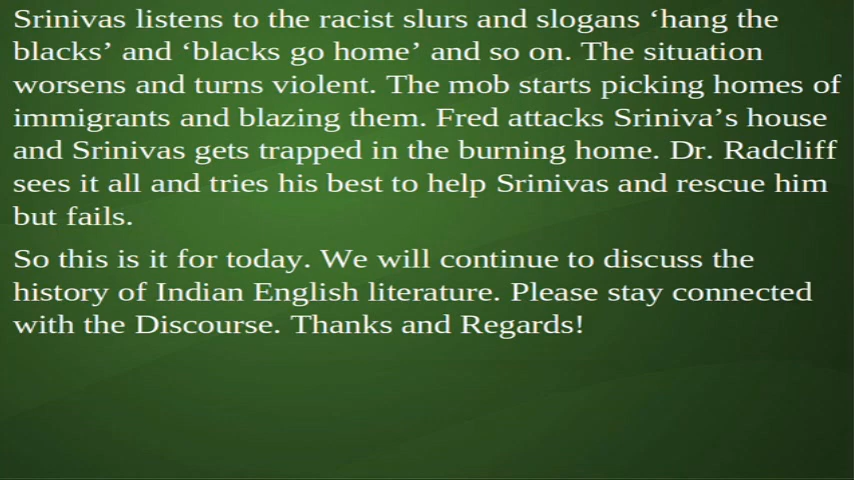 Srinivas listens to the racist slurs and slogans ‘hang the
blacks’ and ‘blacks go home’ and so on. The situation
worsens and turns violent. The mob starts picking homes of
immigrants and blazing them. Fred attacks Sriniva’s house
and Srinivas gets trapped in the burning home. Dr. Radcliff
sees it all and tries his best to help Srinivas and rescue him
but fails.
So this is it for today. We will continue to discuss the
history of Indian English literature. Please stay connected
with the Discourse. Thanks and Regards!